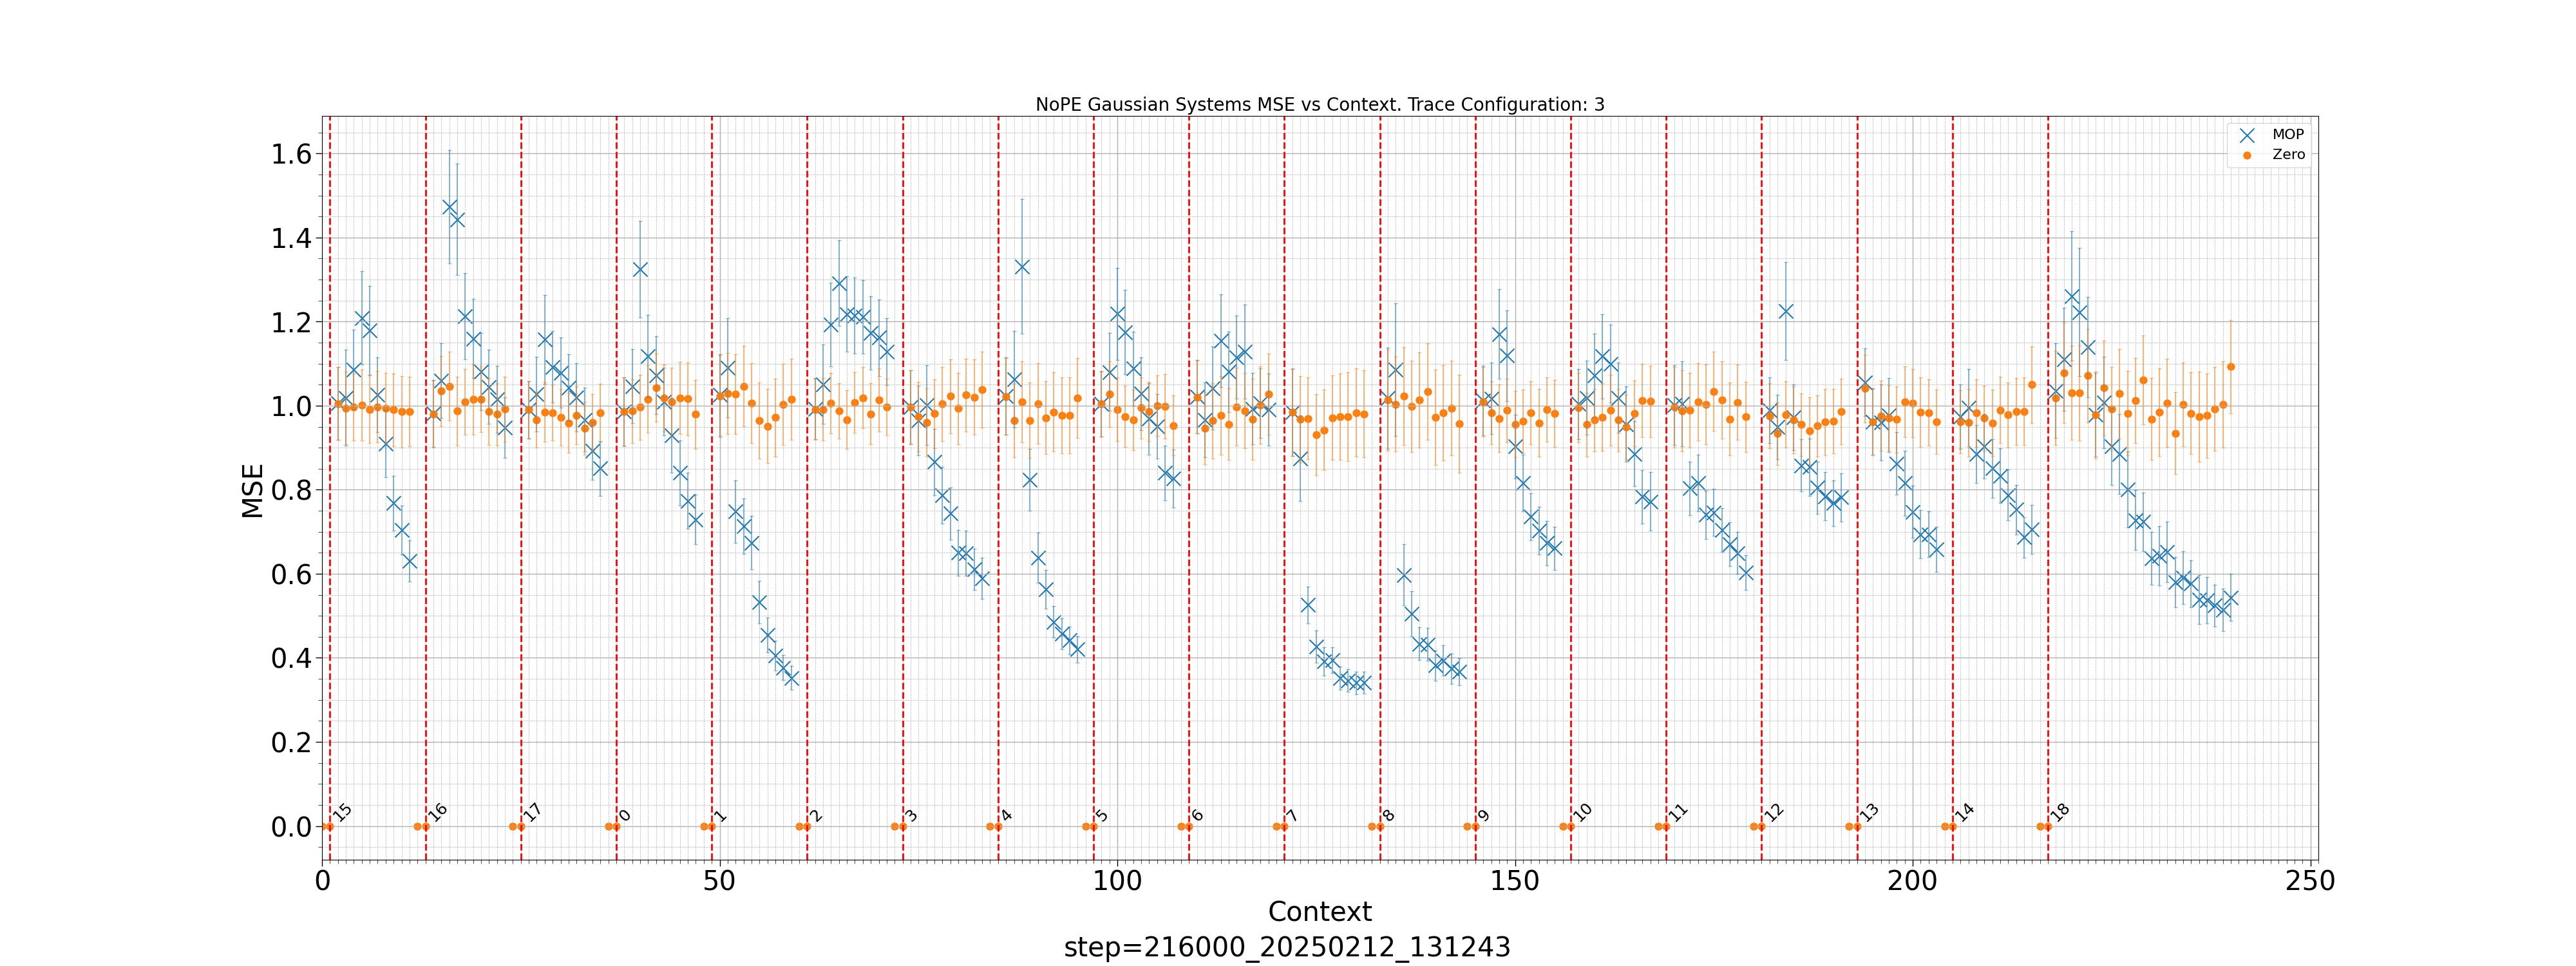 NoPE Gaussian Systems MSE vs Context. Trace Configuration: 3
MOP
Zero
MSE
1.6
1.4
1.2
1.0
0.8
0.6
0.4
0.2
0.0
15 16 17 0 1 2 3 4 5 6 7 8 9 10 11 12 13 14 18
0 50 100 150 200 250
Context
step=216000_20250212_131243